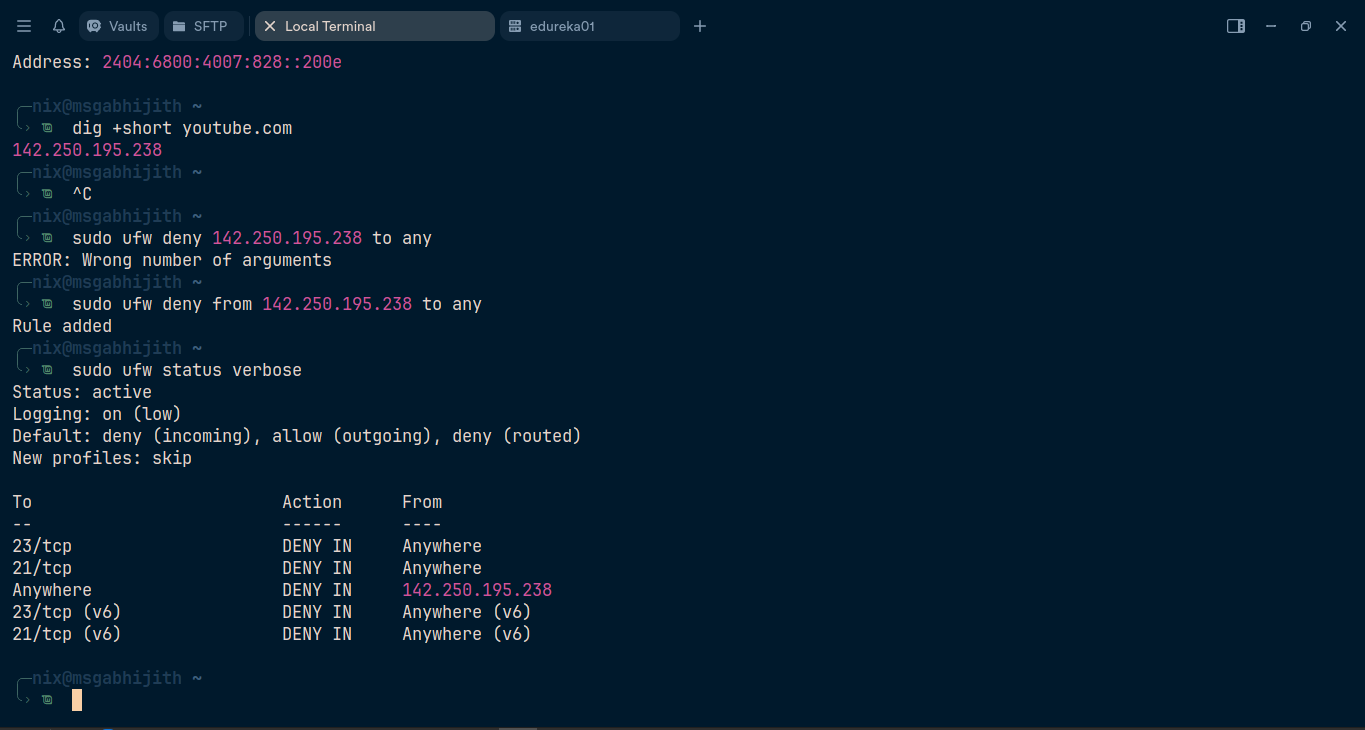 Vaults SFTP Local Terminal edureka01
Address: 2404:6800:4007:828::200e
nix@msgabhijith ~
dig +short youtube.com
142.250.195.238
nix@msgabhijith ~
^C
nix@msgabhijith ~
sudo ufw deny 142.250.195.238 to any
ERROR: Wrong number of arguments
nix@msgabhijith ~
sudo ufw deny from 142.250.195.238 to any
Rule added
nix@msgabhijith ~
sudo ufw status verbose
Status: active
Logging: on (low)
Default: deny (incoming), allow (outgoing), deny (routed)
New profiles: skip
To Action From
-- ------ ----
23/tcp DENY IN Anywhere
21/tcp DENY IN Anywhere
Anywhere DENY IN 142.250.195.238
23/tcp (v6) DENY IN Anywhere (v6)
21/tcp (v6) DENY IN Anywhere (v6)
nix@msgabhijith ~